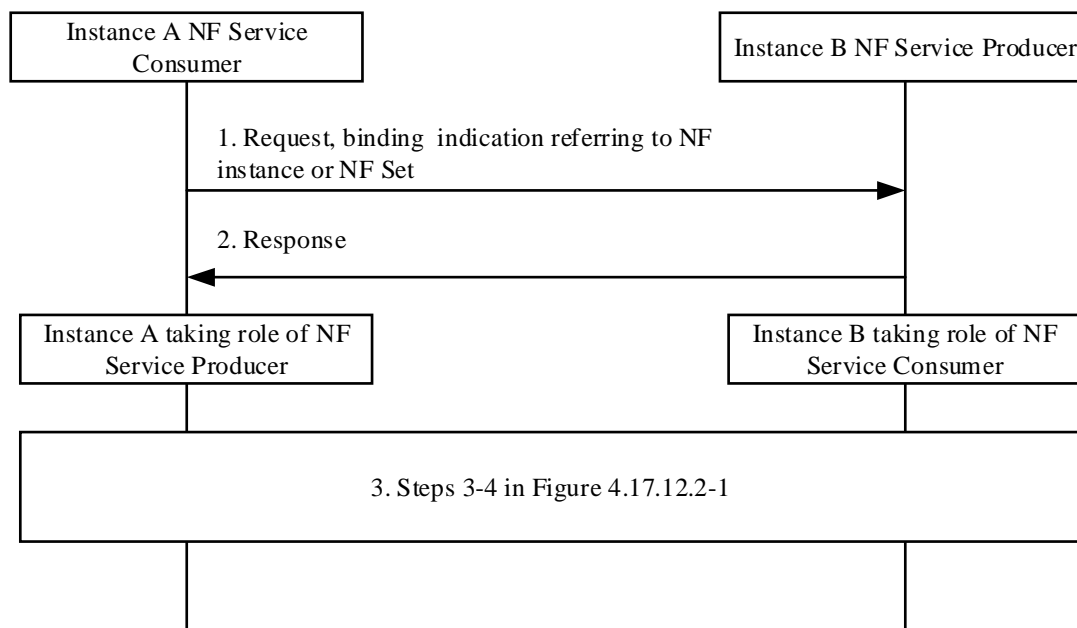 Instance A NF Service
Consumer
Instance B NF Service Producer
1. Request, binding indication referring to NF
instance or NF Set
2. Response
Instance A taking role of NF
Service Producer
Instance B taking role of NF
Service Consumer
3. Steps 3-4 in Figure 4.17.12.2-1